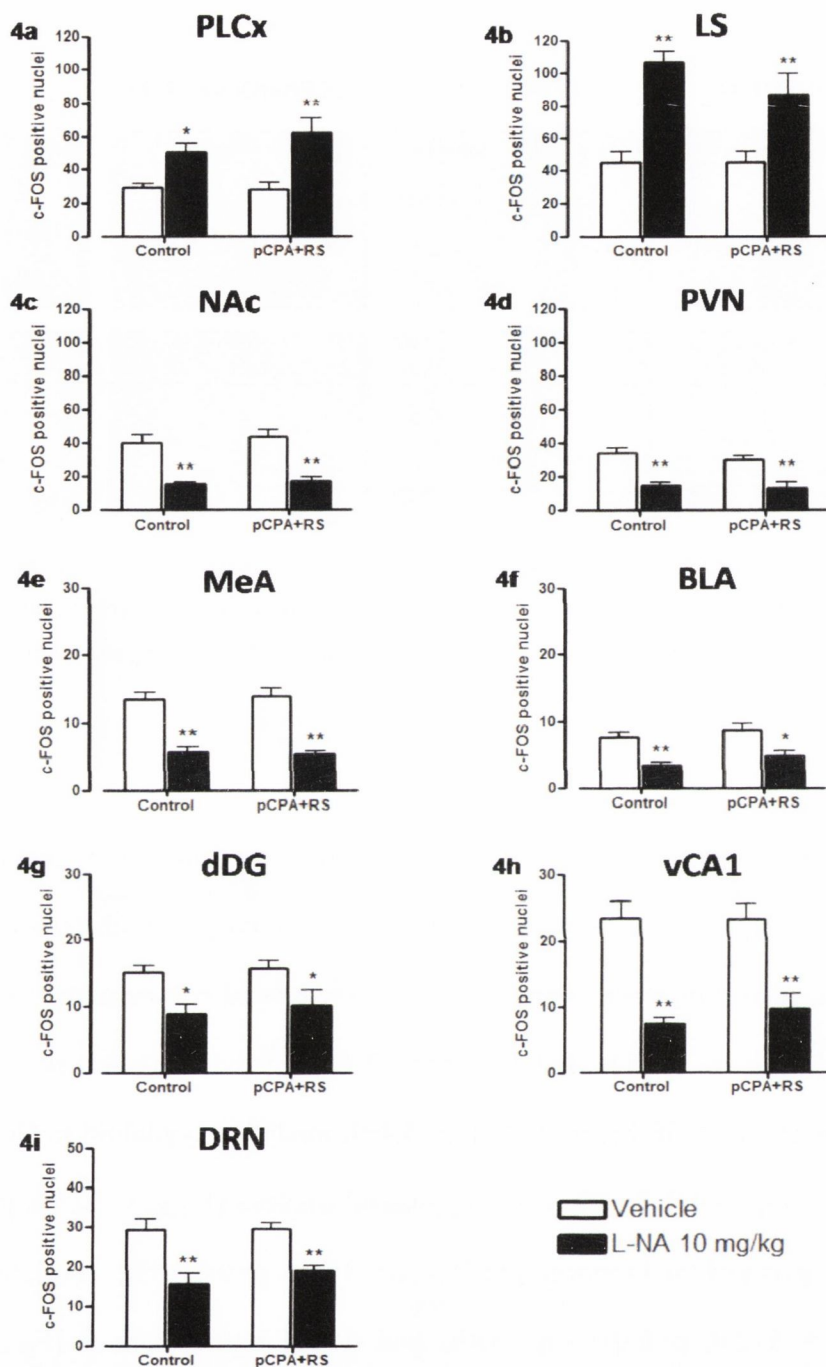 4a PLCx
c-FOS positive nuclei
120
100
80
60
40
20
0
* **
Control pCPA+RS
4b LS
c-FOS positive nuclei
120
100
80
60
40
20
0
** **
Control pCPA+RS
4c NAc
c-FOS positive nuclei
120
100
80
60
40
20
0
** **
Control pCPA+RS
4d PVN
c-FOS positive nuclei
120
100
80
60
40
20
0
** **
Control pCPA+RS
4e MeA
c-FOS positive nuclei
30
20
10
0
** **
Control pCPA+RS
4f BLA
c-FOS positive nuclei
30
20
10
0
** *
Control pCPA+RS
4g dDG
c-FOS positive nuclei
30
20
10
0
* *
Control pCPA+RS
4h vCA1
c-FOS positive nuclei
30
20
10
0
** **
Control pCPA+RS
4i DRN
c-FOS positive nuclei
50
40
30
20
10
0
** **
Control pCPA+RS
Vehicle
L-NA 10 mg/kg